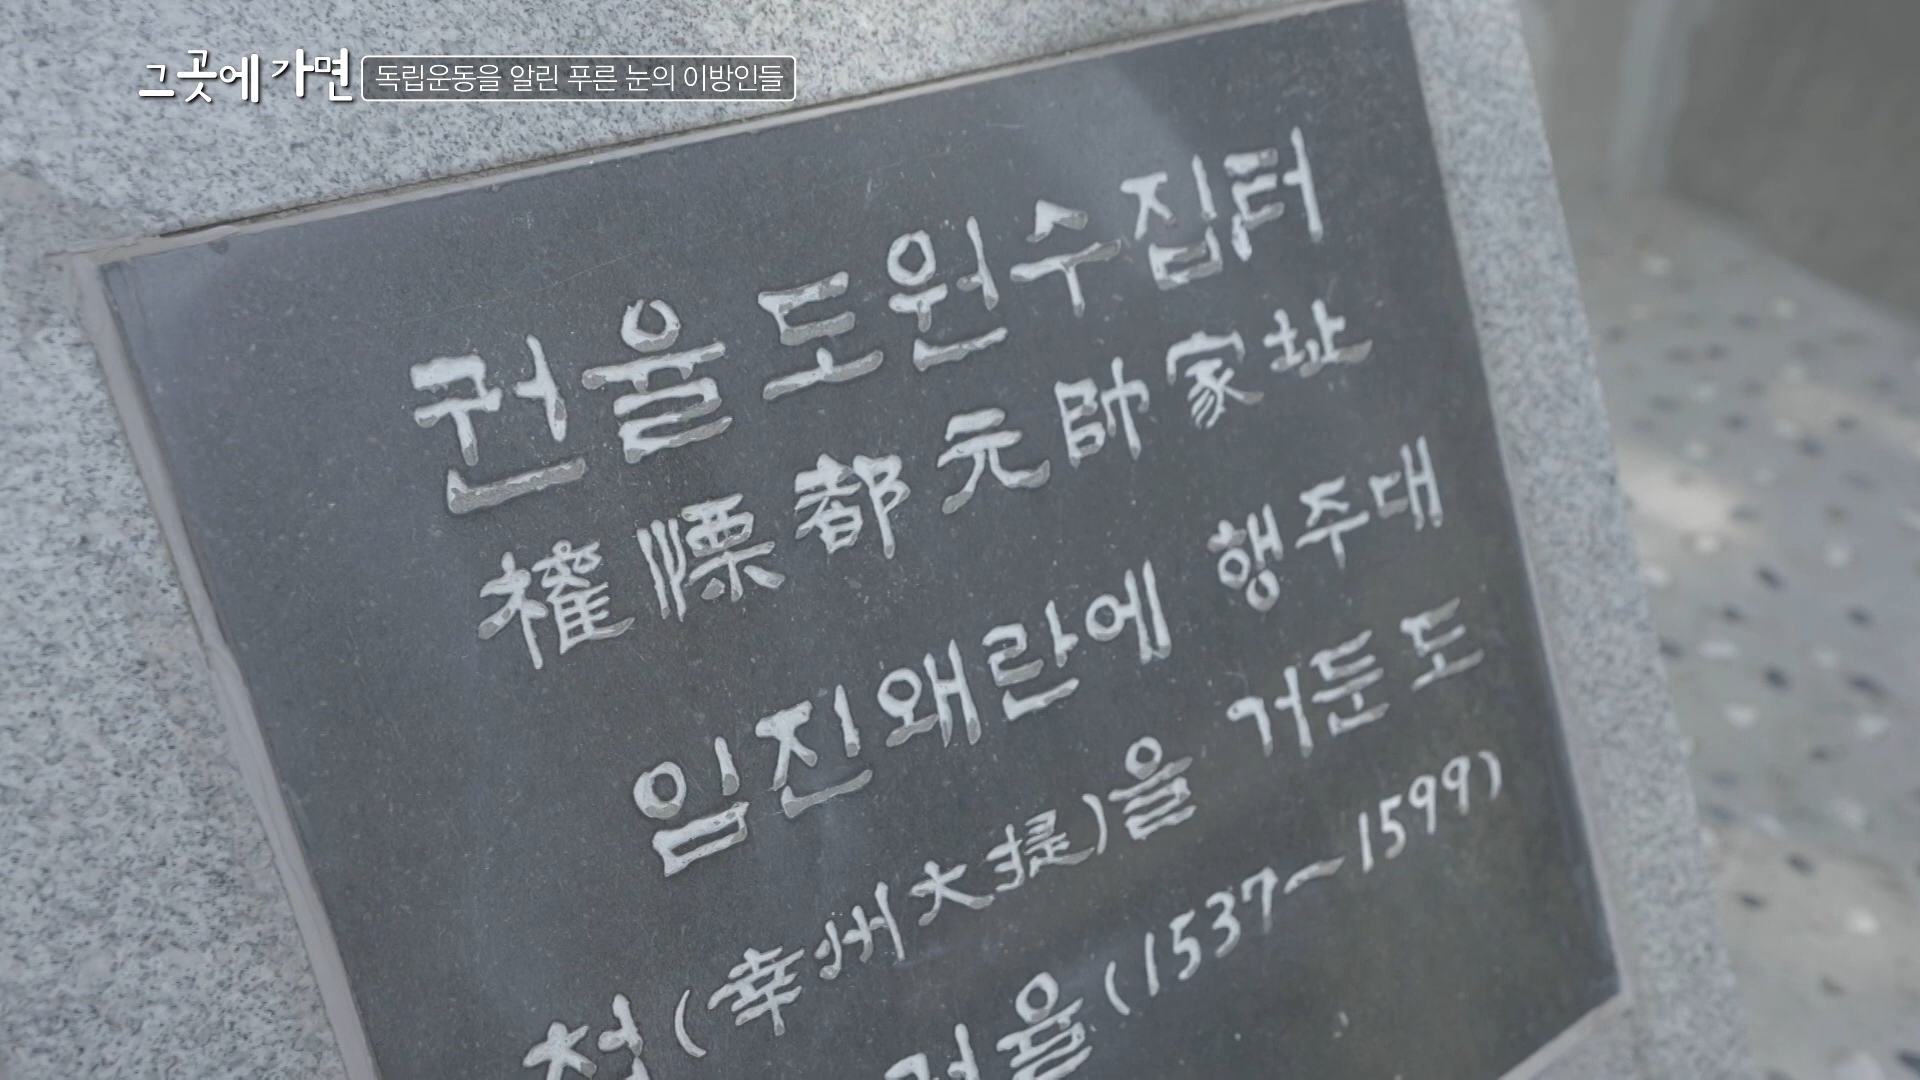 그곳에 가면 독립운동을 알린 푸른 눈의 이방인들
권율도원수집터
權慄都元帥家址
임진왜란에 행주대
첩(幸州大捷)을 거둔 도
권율(1537-1599)